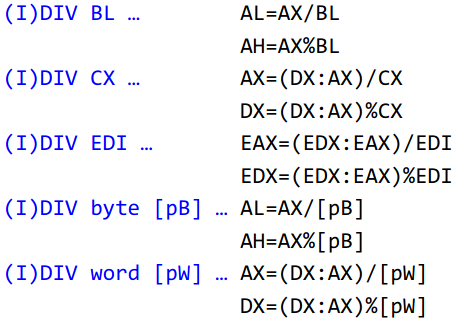 (I)DIV BL … AL=AX/BL
AH=AX%BL
(I)DIV CX … AX=(DX:AX)/CX
DX=(DX:AX)%CX
(I)DIV EDI … EAX=(EDX:EAX)/EDI
EDX=(EDX:EAX)%EDI
(I)DIV byte [pB] … AL=AX/[pB]
AH=AX%[pB]
(I)DIV word [pW] … AX=(DX:AX)/[pW]
DX=(DX:AX)%[pW]